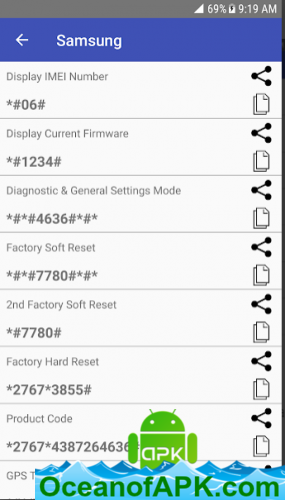 69% 9:19 AM
Samsung
Display IMEI Number
*#06#
Display Current Firmware
*#1234#
Diagnostic & General Settings Mode
*#*#4636#*#*
Factory Soft Reset
*#*#7780#*#*
2nd Factory Soft Reset
*#7780#
Factory Hard Reset
*2767*3855#
Product Code
*2767*4387264636#
GPS
apk
OceanofAPK.com